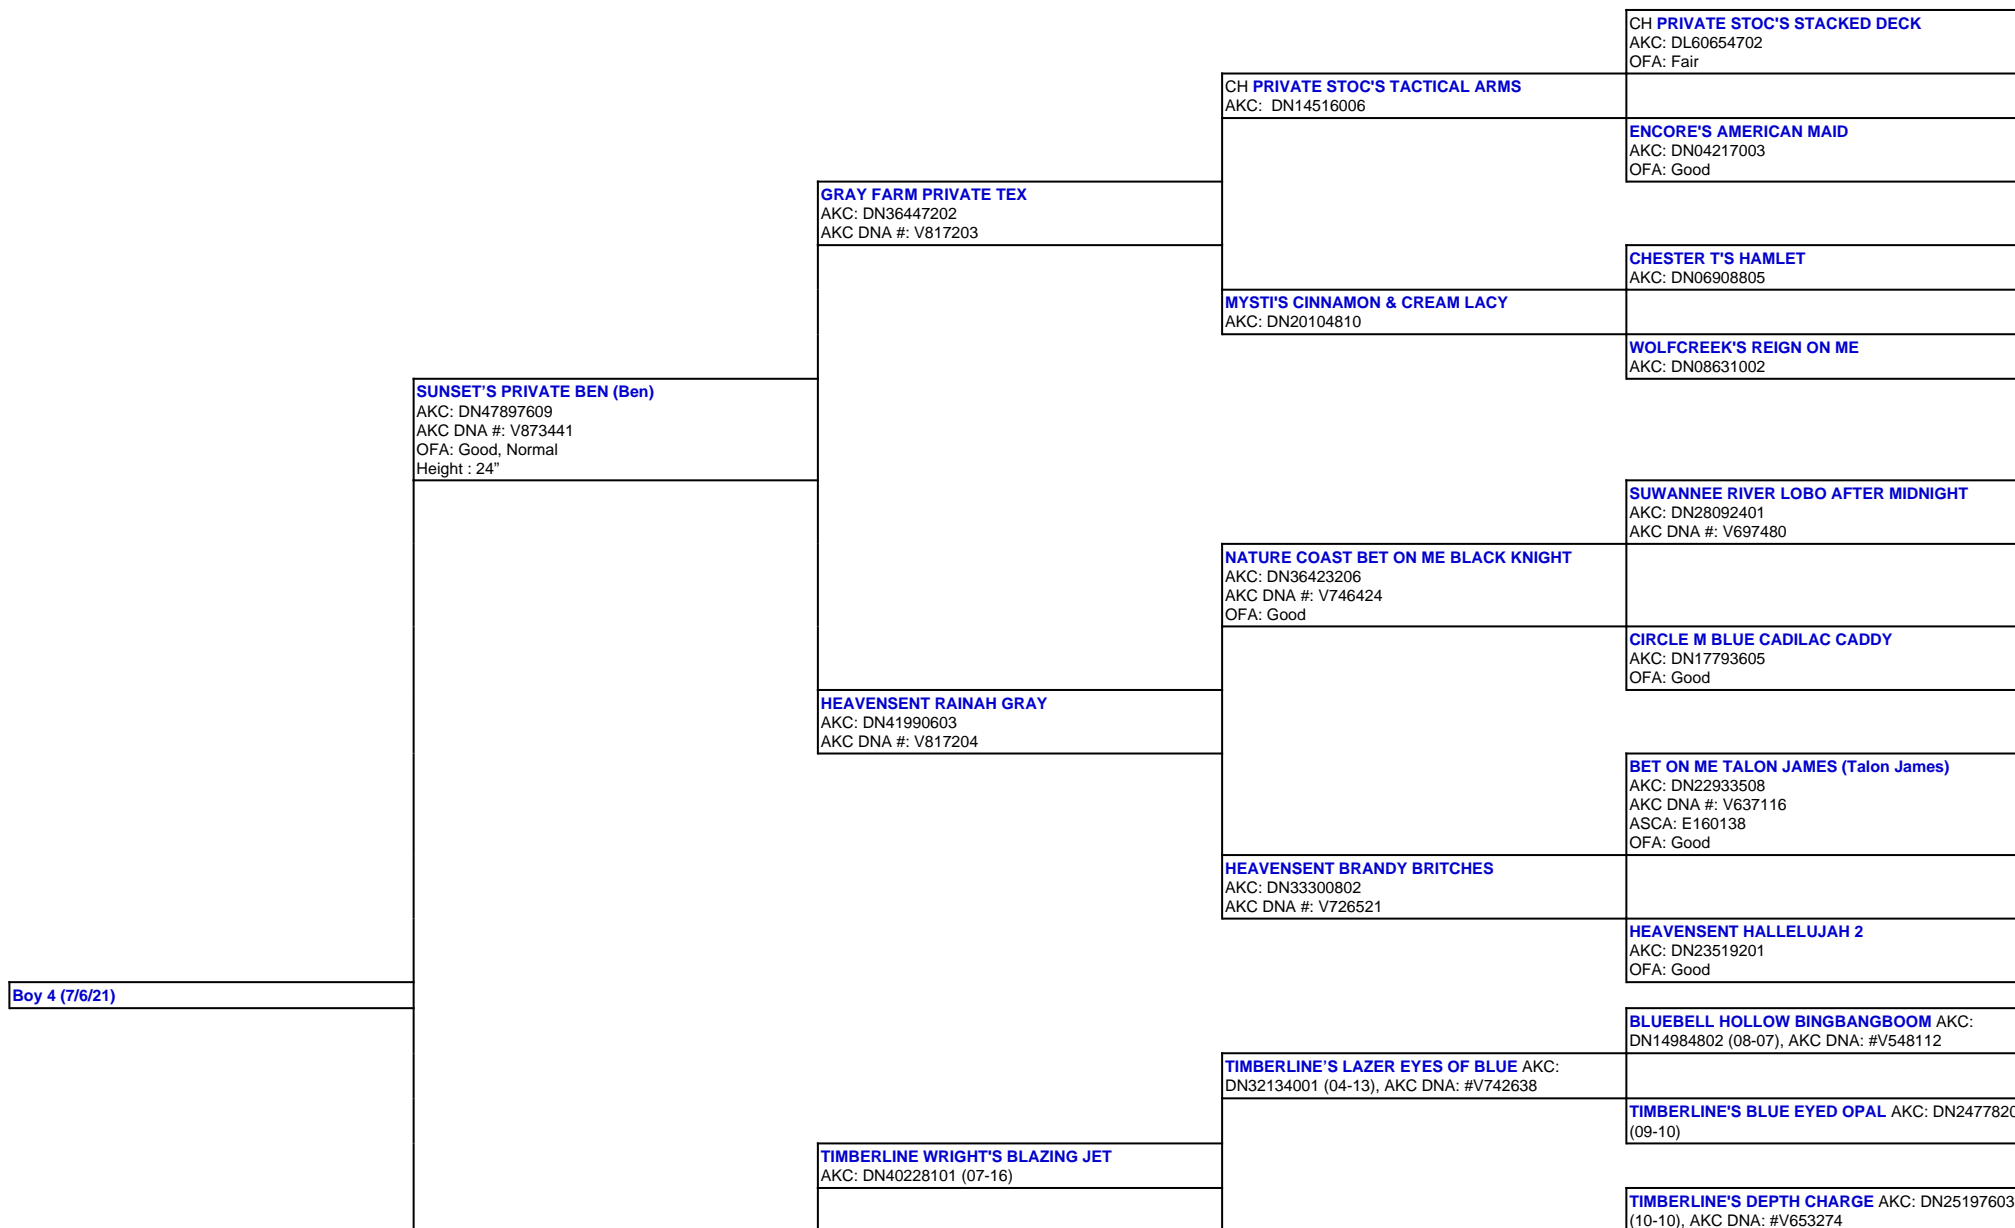 CH PRIVATE STOC'S STACKED DECK
AKC: DL60654702
OFA: Fair
CH PRIVATE STOC'S TACTICAL ARMS
AKC: DN14516006
ENCORE'S AMERICAN MAID
AKC: DN04217003
OFA: Good
GRAY FARM PRIVATE TEX
AKC: DN36447202
AKC DNA #: V817203
CHESTER T'S HAMLET
AKC: DN06908805
MYSTI'S CINNAMON & CREAM LACY
AKC: DN20104810
WOLFCREEK'S REIGN ON ME
AKC: DN08631002
SUNSET’S PRIVATE BEN (Ben)
AKC: DN47897609
AKC DNA #: V873441
OFA: Good, Normal
Height : 24”
SUWANNEE RIVER LOBO AFTER MIDNIGHT
AKC: DN28092401
AKC DNA #: V697480
NATURE COAST BET ON ME BLACK KNIGHT
AKC: DN36423206
AKC DNA #: V746424
OFA: Good
CIRCLE M BLUE CADILAC CADDY
AKC: DN17793605
OFA: Good
HEAVENSENT RAINAH GRAY
AKC: DN41990603
AKC DNA #: V817204
BET ON ME TALON JAMES (Talon James)
AKC: DN22933508
AKC DNA #: V637116
ASCA: E160138
OFA: Good
HEAVENSENT BRANDY BRITCHES
AKC: DN33300802
AKC DNA #: V726521
HEAVENSENT HALLELUJAH 2
AKC: DN23519201
OFA: Good
Boy 4 (7/6/21)
BLUEBELL HOLLOW BINGBANGBOOM AKC:
DN14984802 (08-07), AKC DNA: #V548112
TIMBERLINE’S LAZER EYES OF BLUE AKC:
DN32134001 (04-13), AKC DNA: #V742638
TIMBERLINE'S BLUE EYED OPAL AKC: DN2477820
(09-10)
TIMBERLINE WRIGHT'S BLAZING JET
AKC: DN40228101 (07-16)
TIMBERLINE'S DEPTH CHARGE AKC: DN25197603
(10-10), AKC DNA: #V653274